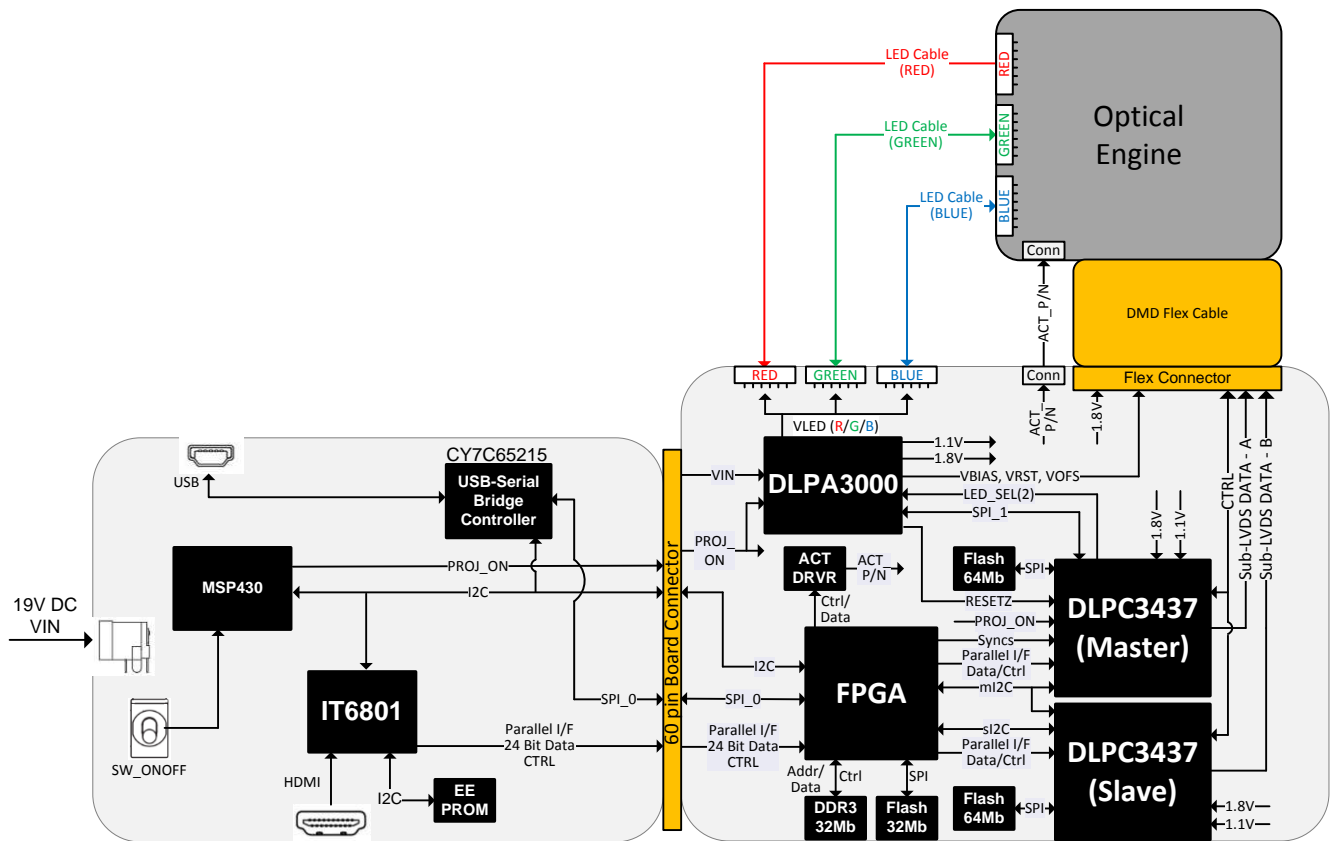 LED Cable
(RED)
RED
LED Cable
(GREEN)
GREEN
LED Cable
(BLUE)
BLUE
Optical
Engine
Conn
ACT_P/N
DMD Flex Cable
RED
GREEN
BLUE
Conn
Flex Connector
VLED (R/G/B)
ACT_
P/N
1.8V
CTRL
Sub-LVDS DATA - A
Sub-LVDS DATA - B
DLPA3000
VIN
PROJ_
ON
1.1V
1.8V
VBIAS, VRST, VOFS
LED_SEL(2)
SPI_1
1.8V
1.1V
ACT
DRVR
ACT_
P/N
Ctrl/
Data
Flash
64Mb
SPI
RESETZ
PROJ_ON
Syncs
Parallel I/F
Data/Ctrl
mI2C
DLPC3437
(Master)
FPGA
I2C
SPI_0
Parallel I/F
24 Bit Data
CTRL
sI2C
Parallel I/F
Data/Ctrl
DLPC3437
(Slave)
Addr/
Data
Ctrl
SPI
DDR3
32Mb
Flash
32Mb
Flash
64Mb
SPI
1.8V
1.1V
60 pin Board Connector
USB
CY7C65215
USB-Serial
Bridge
Controller
MSP430
PROJ_ON
I2C
19V DC
VIN
SW_ONOFF
IT6801
SPI_0
Parallel I/F
24 Bit Data
CTRL
HDMI
I2C
EE
PROM